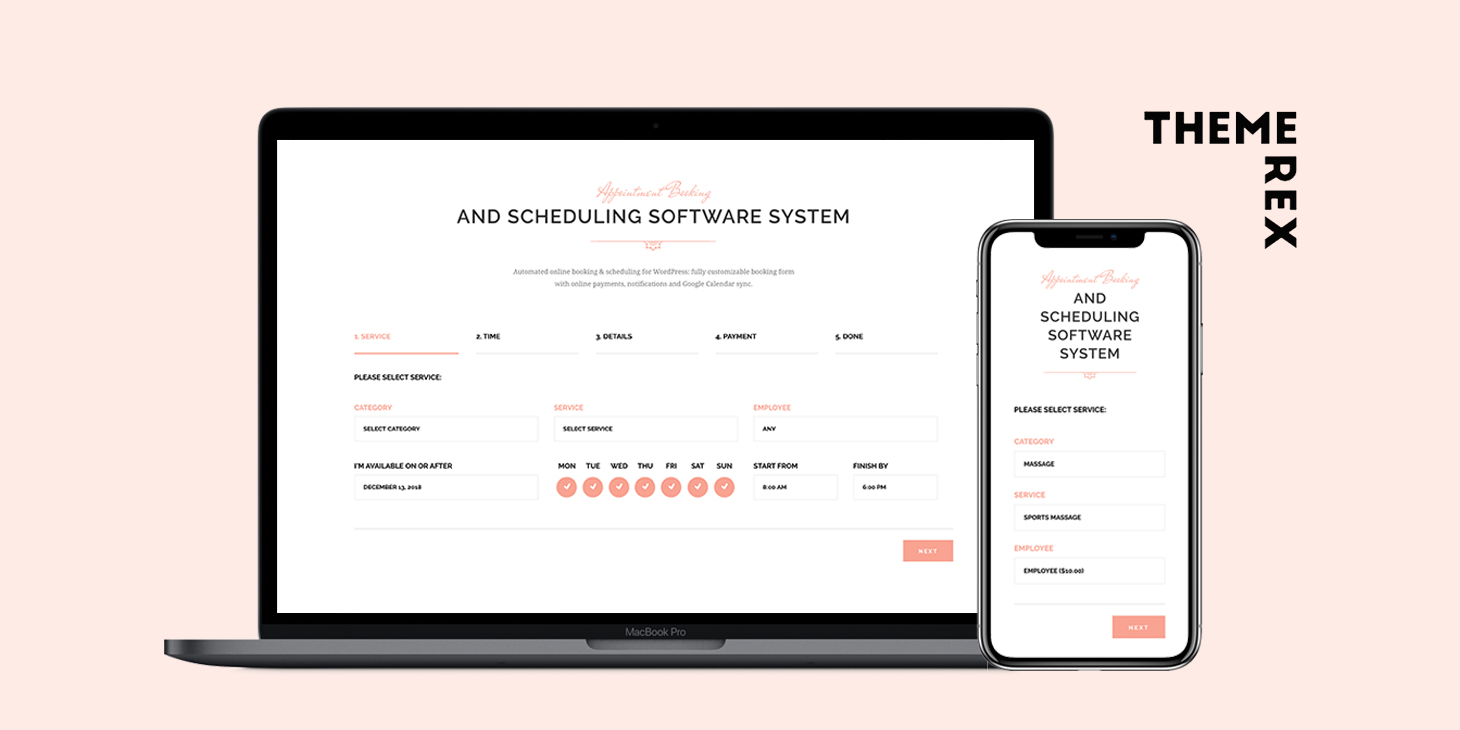 THEME
REX
Appointment Booking
AND SCHEDULING SOFTWARE SYSTEM
Automated online booking & scheduling for WordPress: fully customizable booking form
with online payments, notifications and Google Calendar sync.
1. SERVICE
2. TIME
3. DETAILS
4. PAYMENT
5. DONE
PLEASE SELECT SERVICE:
CATEGORY
SERVICE
EMPLOYEE
SELECT CATEGORY
SELECT SERVICE
ANY
I'M AVAILABLE ON OR AFTER
MON TUE WED THU FRI SAT SUN
START FROM
FINISH BY
DECEMBER 13, 2018
8:00 AM
6:00 PM
NEXT
MacBook Pro
Appointment Booking
AND
SCHEDULING
SOFTWARE
SYSTEM
PLEASE SELECT SERVICE:
CATEGORY
MASSAGE
SERVICE
SPORTS MASSAGE
EMPLOYEE
EMPLOYEE ($10.00)
NEXT